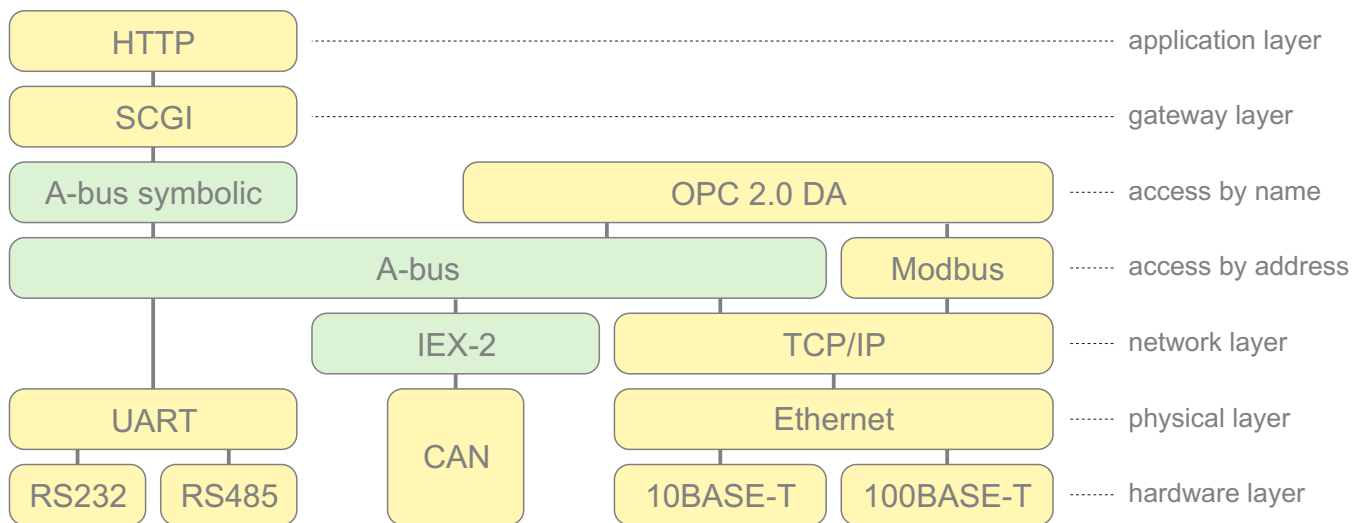 HTTP
application layer
SCGI
gateway layer
A-bus symbolic
OPC 2.0 DA
access by name
A-bus
Modbus
access by address
IEX-2
TCP/IP
network layer
UART
CAN
Ethernet
physical layer
RS232
RS485
10BASE-T
100BASE-T
hardware layer